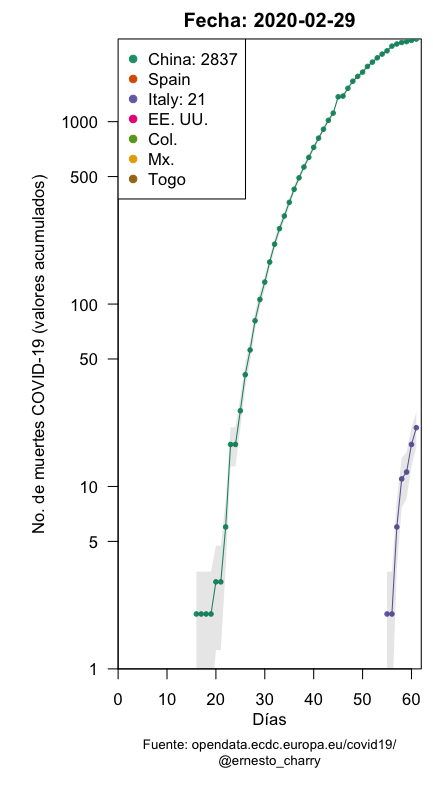 Fecha: 2020-02-29
China: 2837
Spain
Italy: 21
EE. UU.
Col.
Mx.
Togo
No. de muertes COVID-19 (valores acumulados)
1000
500
100
50
10
5
1
0 10 20 30 40 50 60
Días
Fuente: opendata.ecdc.europa.eu/covid19/
@ernesto_charry